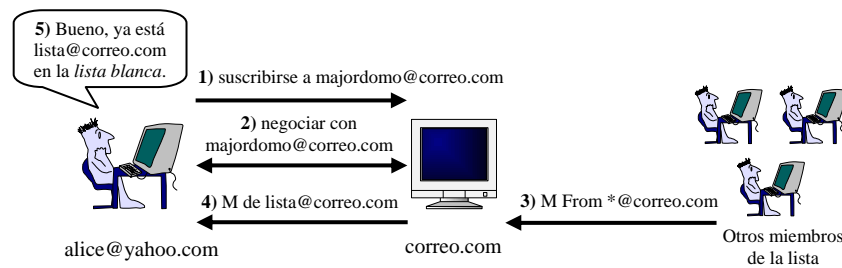 5) Bueno, ya está
lista@correo.com
en la lista blanca.
1) suscribirse a majordomo@correo.com
2) negociar con
majordomo@correo.com
4) M de lista@correo.com
3) M From *@correo.com
alice@yahoo.com
correo.com
Otros miembros
de la lista